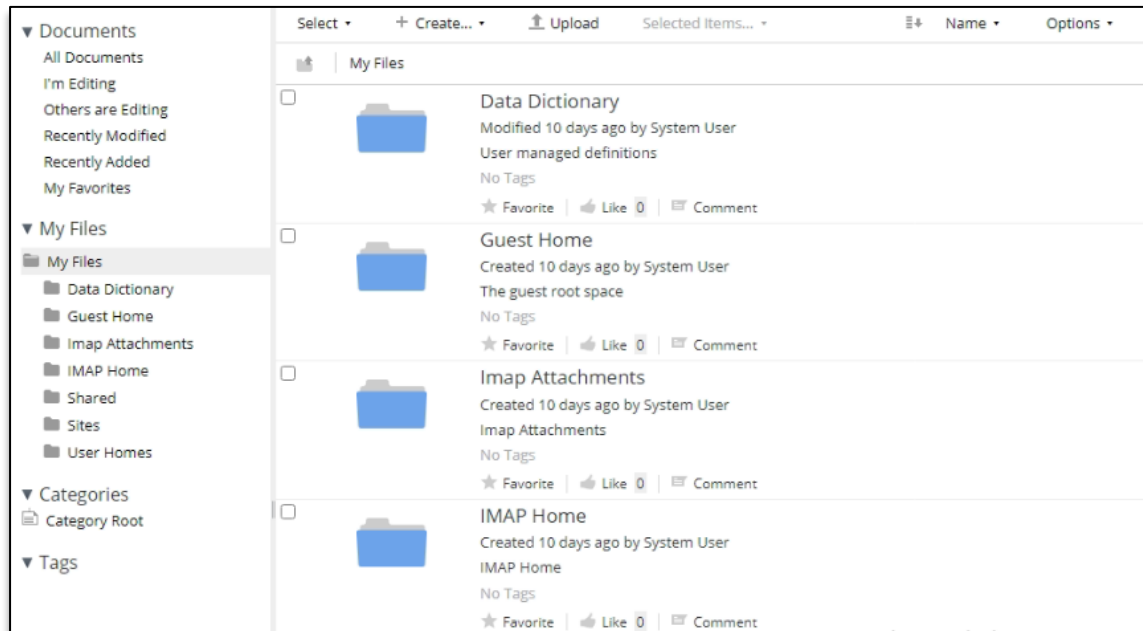 Documents
All Documents
I'm Editing
Others are Editing
Recently Modified
Recently Added
My Favorites
My Files
My Files
Data Dictionary
Guest Home
Imap Attachments
IMAP Home
Shared
Sites
User Homes
Categories
Category Root
Tags
Select Create... Upload Selected Items... Name Options
My Files
Data Dictionary
Modified 10 days ago by System User
User managed definitions
No Tags
Favorite Like 0 Comment
Guest Home
Created 10 days ago by System User
The guest root space
No Tags
Favorite Like 0 Comment
Imap Attachments
Created 10 days ago by System User
Imap Attachments
No Tags
Favorite Like 0 Comment
IMAP Home
Created 10 days ago by System User
IMAP Home
No Tags
Favorite Like 0 Comment